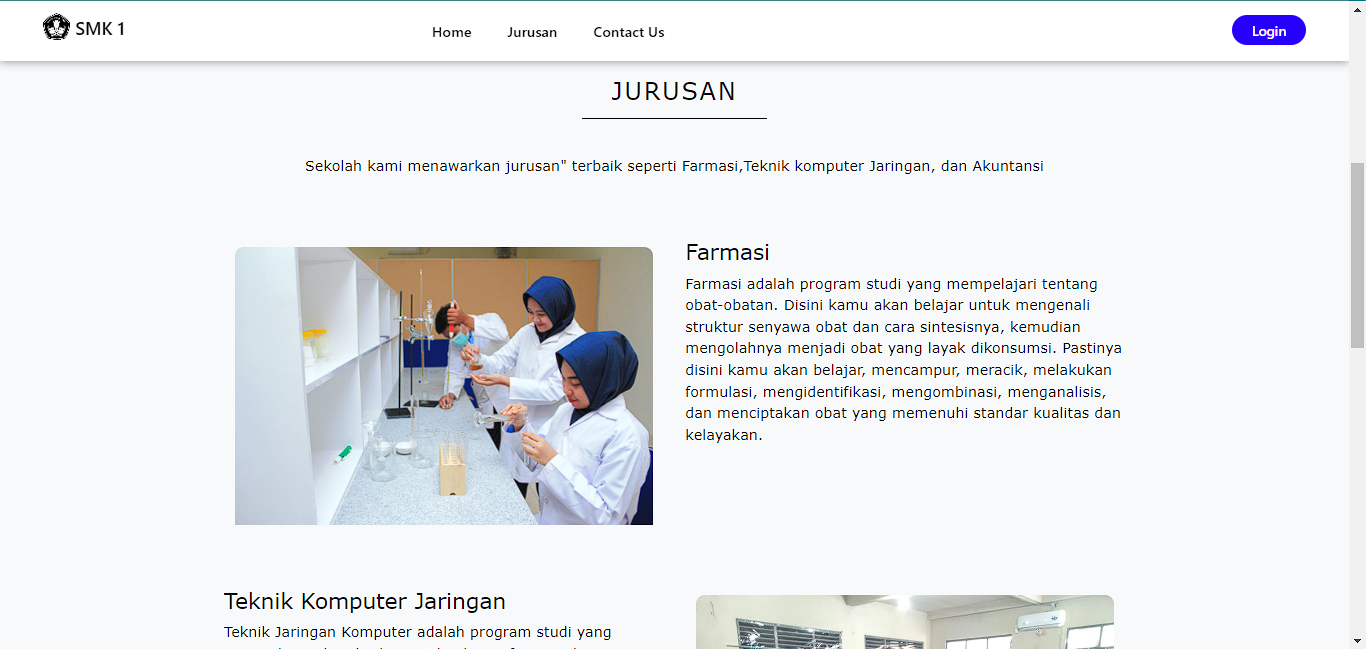 SMK 1
Home
Jurusan
Contact Us
Login
JURUSAN
Sekolah kami menawarkan jurusan" terbaik seperti Farmasi,Teknik komputer Jaringan, dan Akuntansi
Farmasi
Farmasi adalah program studi yang mempelajari tentang
obat-obatan. Disini kamu akan belajar untuk mengenali
struktur senyawa obat dan cara sintesisnya, kemudian
mengolahnya menjadi obat yang layak dikonsumsi. Pastinya
disini kamu akan belajar, mencampur, meracik, melakukan
formulasi, mengidentifikasi, mengombinasi, menganalisis,
dan menciptakan obat yang memenuhi standar kualitas dan
kelayakan.
Teknik Komputer Jaringan
Teknik Jaringan Komputer adalah program studi yang